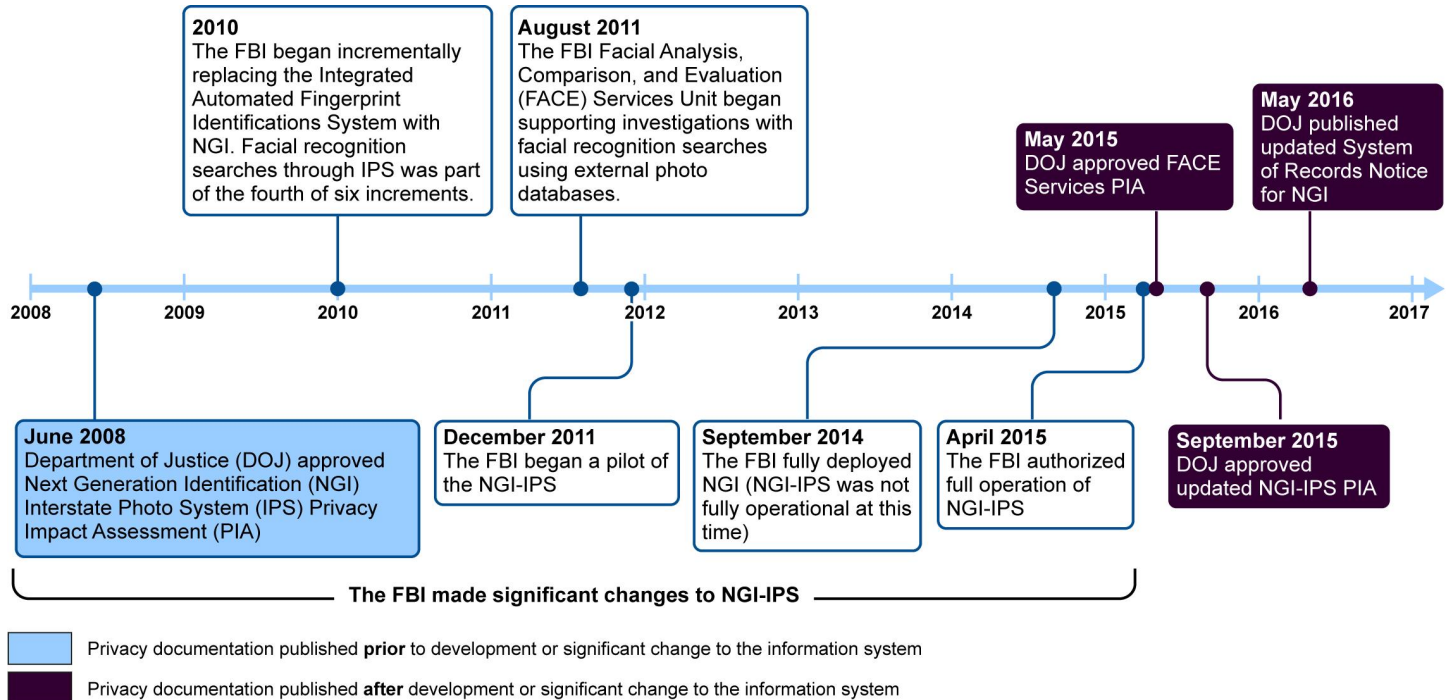 2010
The FBI began incrementally
replacing the Integrated
Automated Fingerprint
Identifications System with
NGI. Facial recognition
searches through IPS was part
of the fourth of six increments.
August 2011
The FBI Facial Analysis,
Comparison, and Evaluation
(FACE) Services Unit began
supporting investigations with
facial recognition searches
using external photo
databases.
May 2015
DOJ approved FACE
Services PIA
May 2016
DOJ published
updated System
of Records Notice
for NGI
2008 2009 2010 2011 2012 2013 2014 2015 2016 2017
June 2008
Department of Justice (DOJ) approved
Next Generation Identification (NGI)
Interstate Photo System (IPS) Privacy
Impact Assessment (PIA)
December 2011
The FBI began a pilot of
the NGI-IPS
September 2014
The FBI fully deployed
NGI (NGI-IPS was not
fully operational at this
time)
April 2015
The FBI authorized
full operation of
NGI-IPS
September 2015
DOJ approved
updated NGI-IPS PIA
The FBI made significant changes to NGI-IPS
Privacy documentation published prior to development or significant change to the information system
Privacy documentation published after development or significant change to the information system